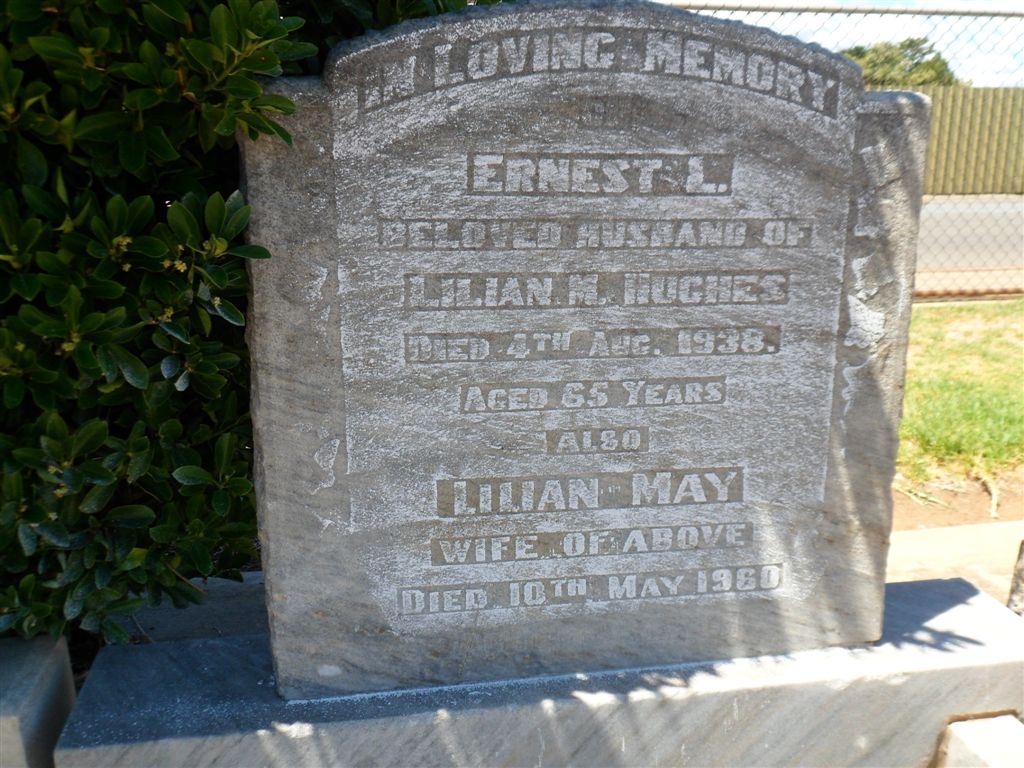 IN LOVING MEMORY
ERNEST L.
BELOVED HUSBAND OF
LILIAN M. HUGHES
DIED 4TH AUG. 1938.
AGED 65 YEARS
ALSO
LILIAN MAY
WIFE OF ABOVE
DIED 10TH MAY 1960